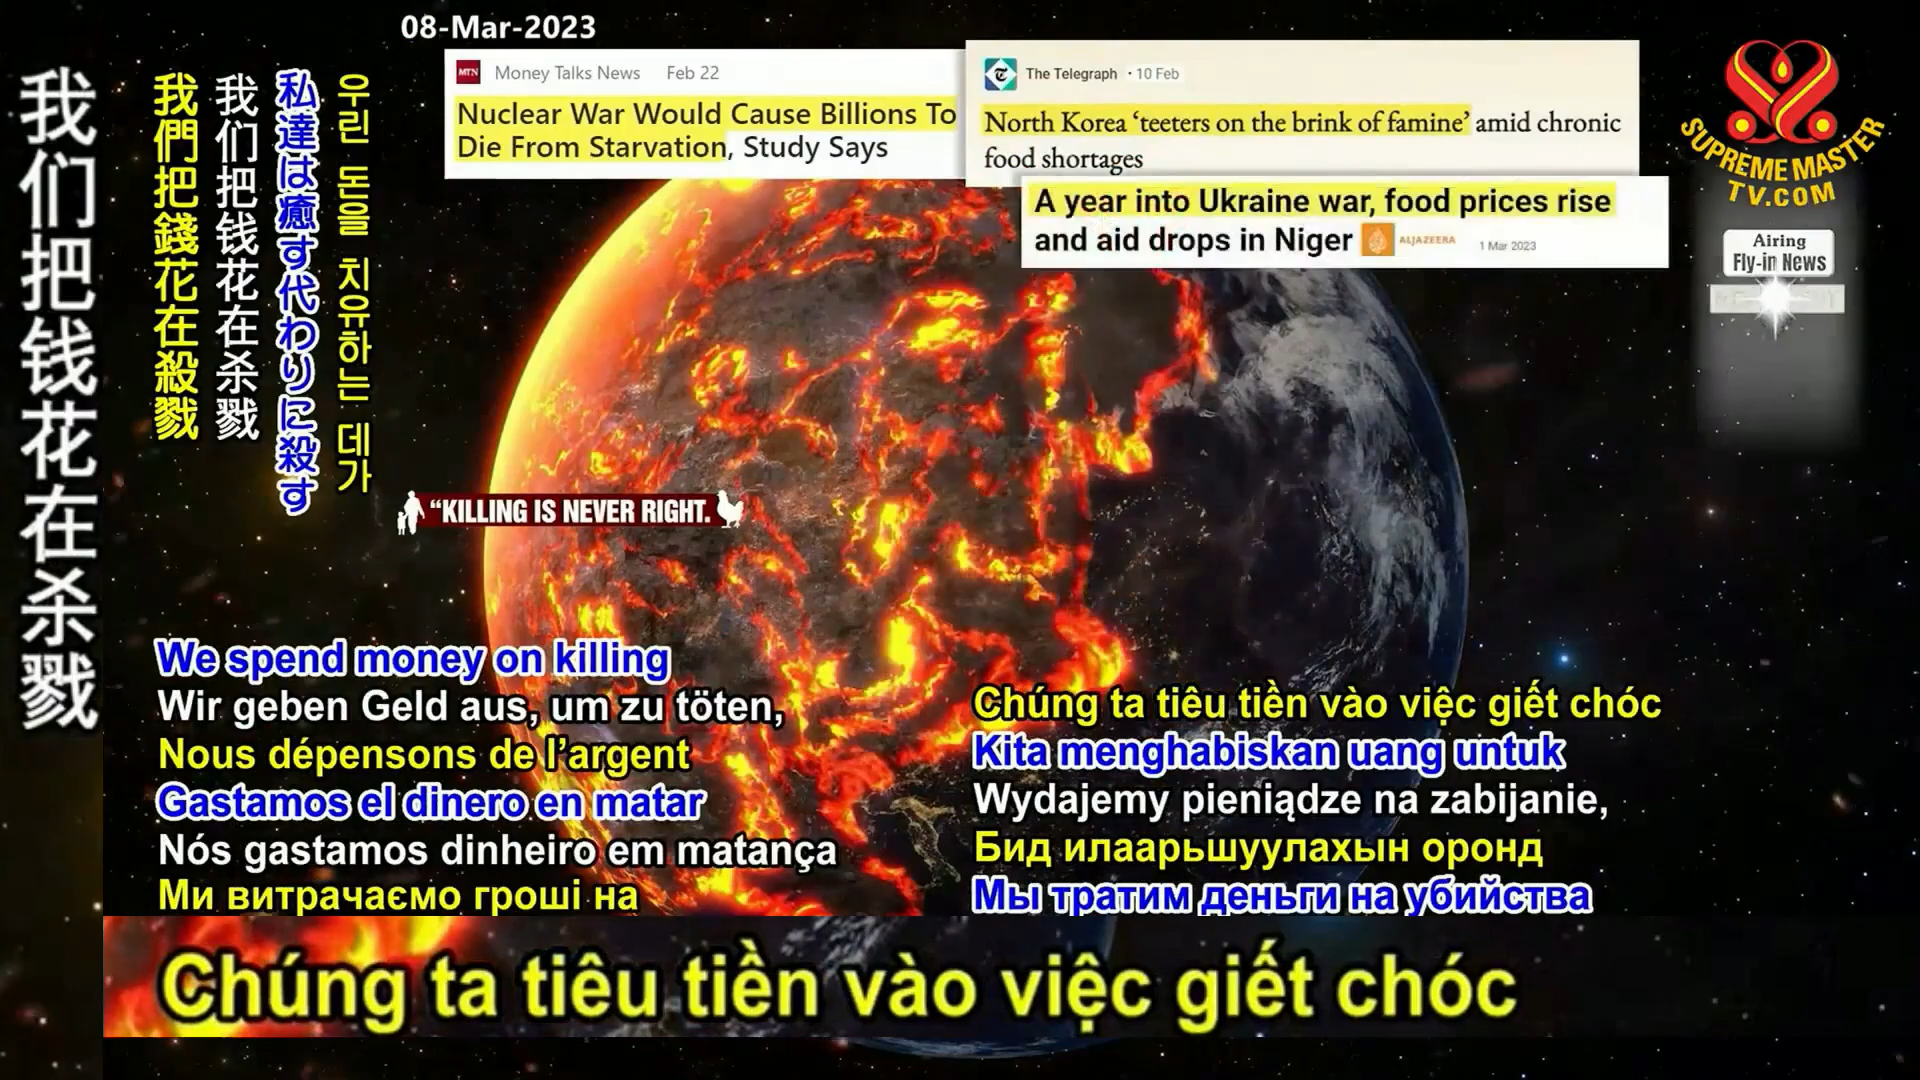 08-Mar-2023
MTN Money Talks News Feb 22
Nuclear War Would Cause Billions To
Die From Starvation, Study Says
The Telegraph · 10 Feb
North Korea ‘teeters on the brink of famine’ amid chronic
food shortages
A year into Ukraine war, food prices rise
and aid drops in Niger ALJAZEERA 1 Mar 2023
SUPREME MASTER
TV.COM
Airing
Fly-in News
我们把钱花在杀戮
我們把錢花在殺戮
我们把钱花在杀戮
私達は癒す代わりに殺す
우린 돈을 치유하는 데가
“KILLING IS NEVER RIGHT.
We spend money on killing
Wir geben Geld aus, um zu töten,
Nous dépensons de l’argent
Gastamos el dinero en matar
Nós gastamos dinheiro em matança
Ми витрачаємо гроші на
Chúng ta tiêu tiền vào việc giết chóc
Kita menghabiskan uang untuk
Wydajemy pieniądze na zabijanie,
Бид илаарьшуулахын оронд
Мы тратим деньги на убийства
Chúng ta tiêu tiền vào việc giết chóc